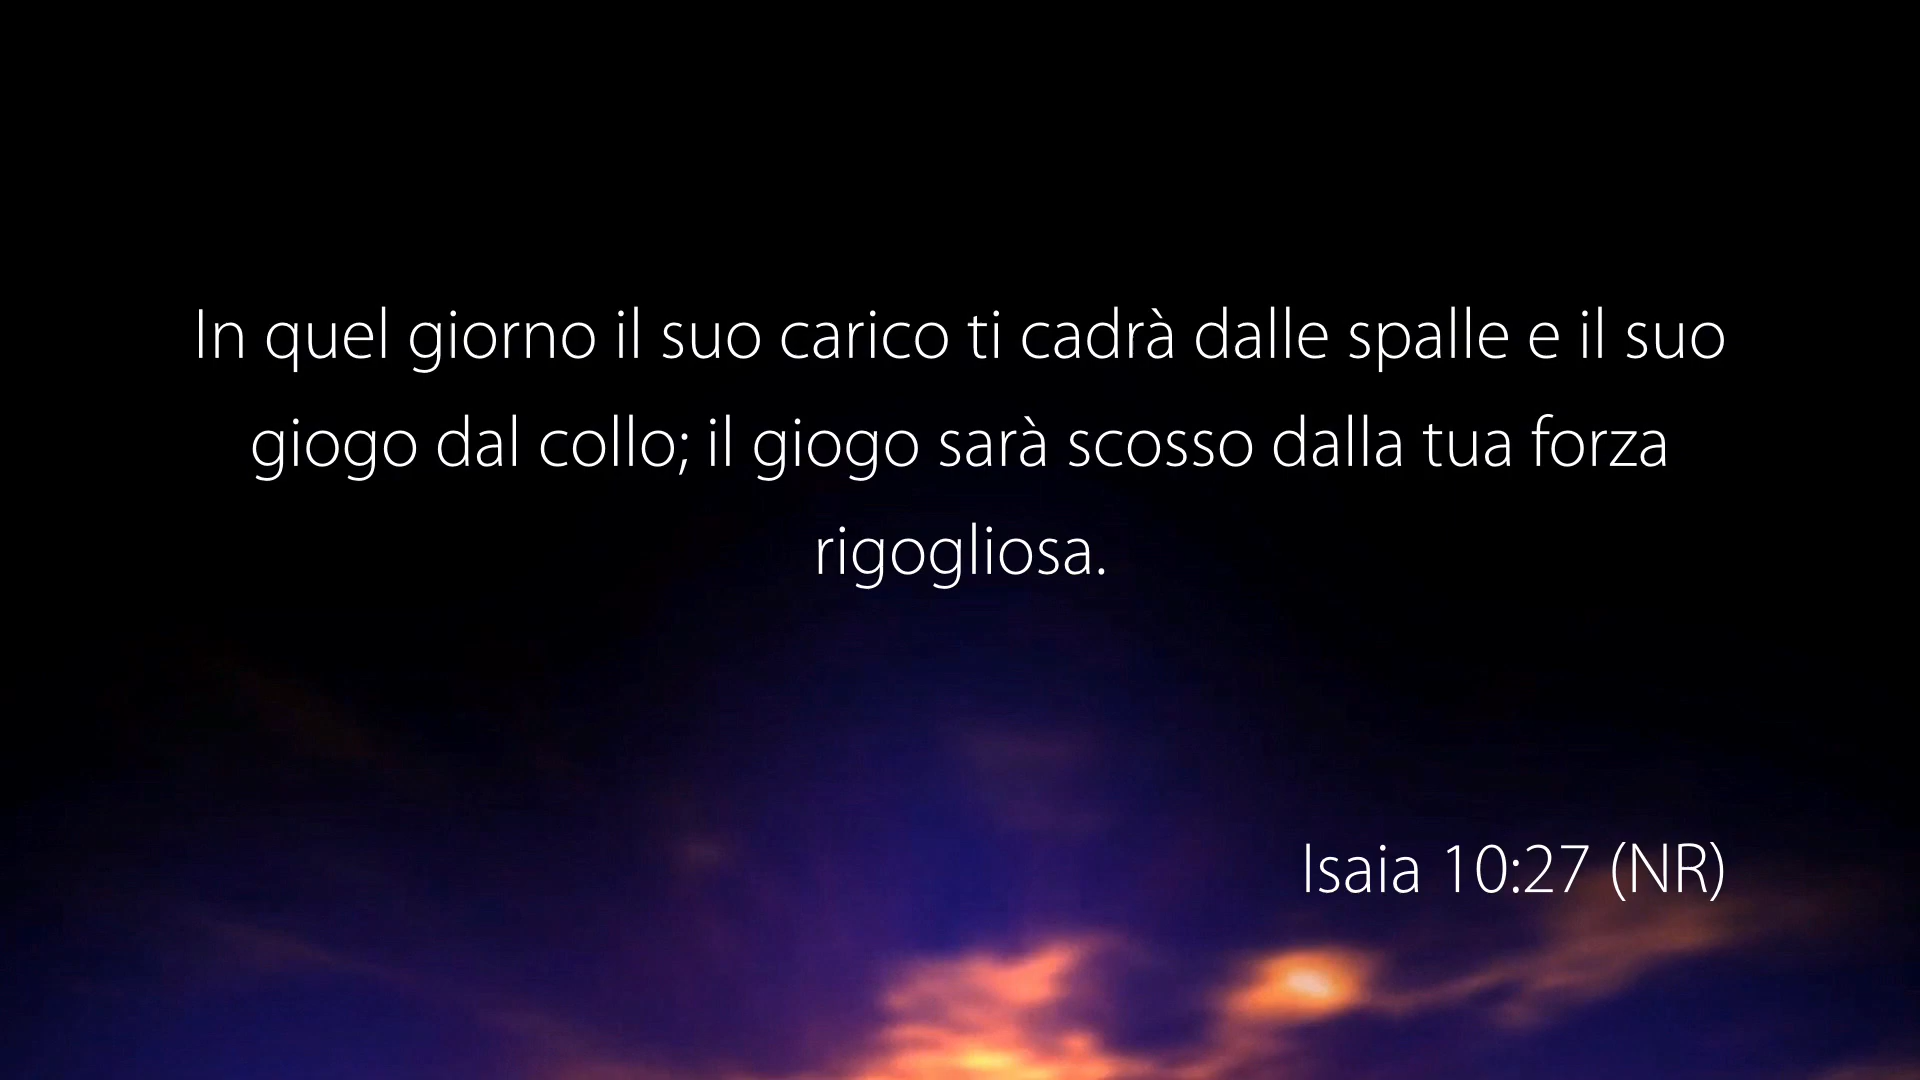 In quel giorno il suo carico ti cadrà dalle spalle e il suo
giogo dal collo; il giogo sarà scosso dalla tua forza
rigogliosa.
Isaia 10:27 (NR)